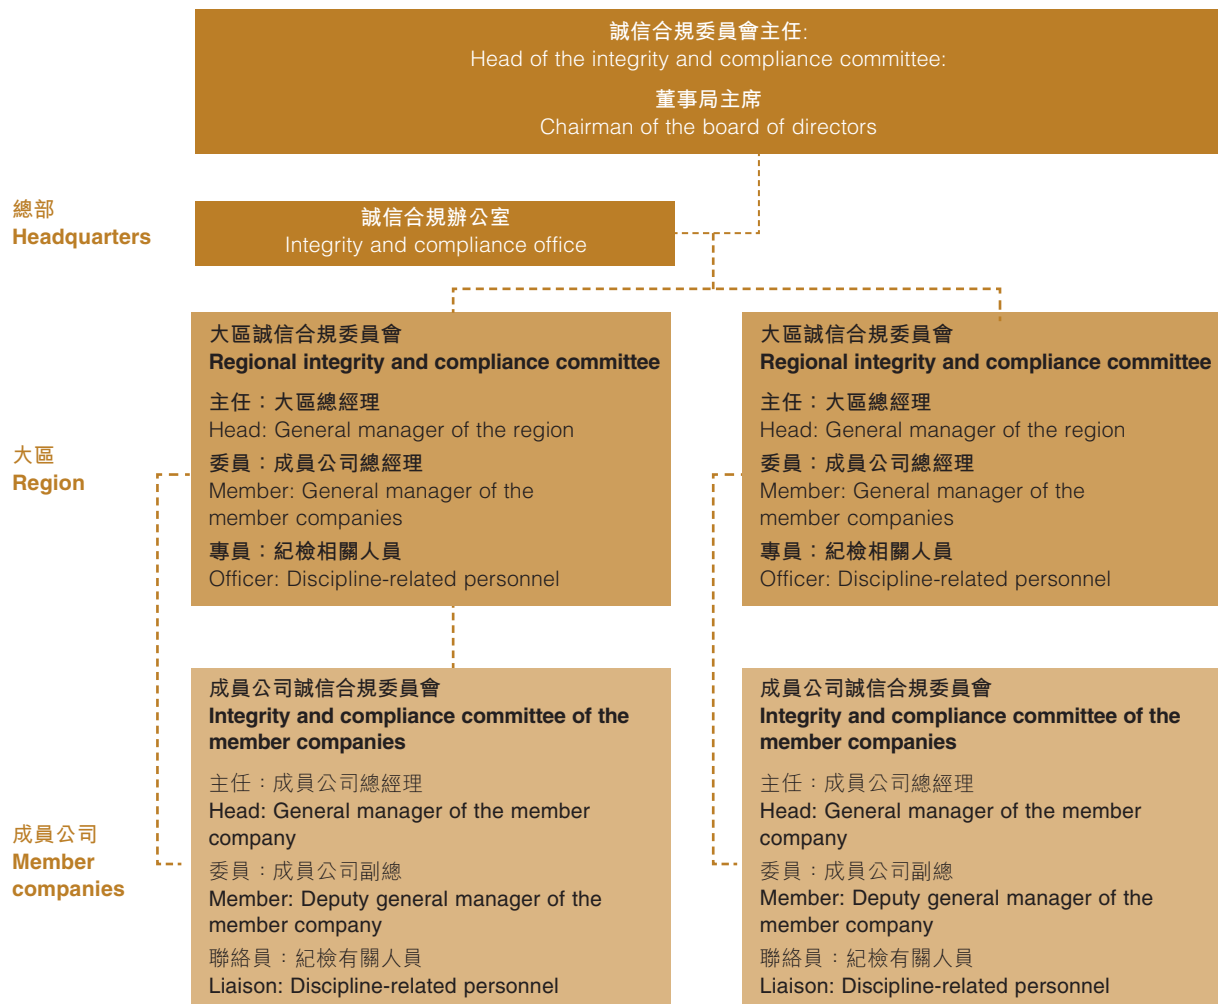 誠信合規委員會主任:
Head of the integrity and compliance committee:
董事局主席
Chairman of the board of directors
總部
Headquarters
誠信合規辦公室
Integrity and compliance office
大區
Region
大區誠信合規委員會
Regional integrity and compliance committee
主任：大區總經理
Head: General manager of the region
委員：成員公司總經理
Member: General manager of the
member companies
專員：紀檢相關人員
Officer: Discipline-related personnel
大區誠信合規委員會
Regional integrity and compliance committee
主任：大區總經理
Head: General manager of the region
委員：成員公司總經理
Member: General manager of the
member companies
專員：紀檢相關人員
Officer: Discipline-related personnel
成員公司
Member
companies
成員公司誠信合規委員會
Integrity and compliance committee of the
member companies
主任：成員公司總經理
Head: General manager of the member
company
委員：成員公司副總
Member: Deputy general manager of the
member company
聯絡員：紀檢有關人員
Liaison: Discipline-related personnel
成員公司誠信合規委員會
Integrity and compliance committee of the
member companies
主任：成員公司總經理
Head: General manager of the member
company
委員：成員公司副總
Member: Deputy general manager of the
member company
聯絡員：紀檢有關人員
Liaison: Discipline-related personnel